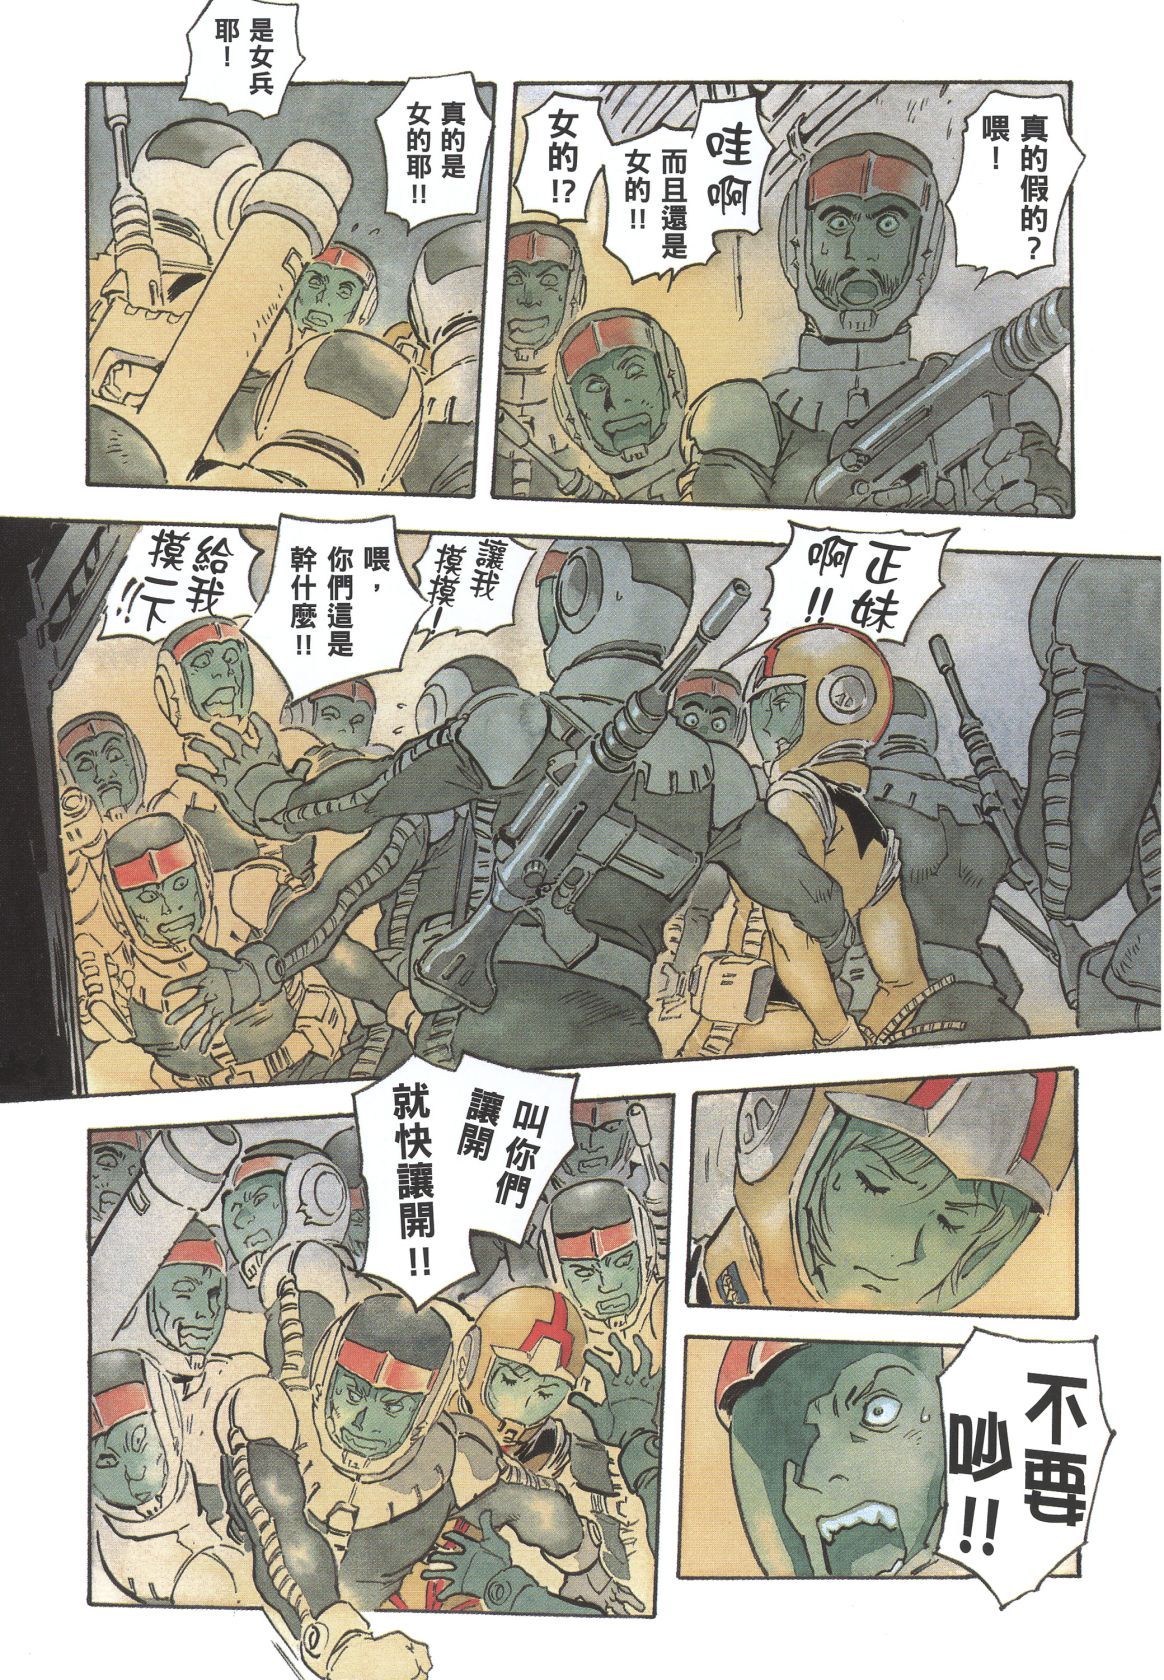 真的假的?
喂!
哇啊
而且還是
女的!!
女的!?
真的是
女的耶!!
是女兵
耶!
正妹
啊!!
讓我
摸摸!
喂,
你們這是
幹什麼!!
給我
摸一下!!
不要
吵!!
叫你們
讓開
就快讓開!!